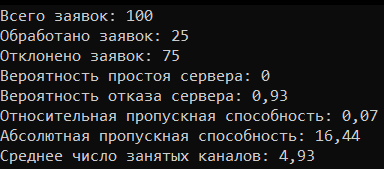 Всего заявок: 100
Обработано заявок: 25
Отклонено заявок: 75
Вероятность простоя сервера: 0
Вероятность отказа сервера: 0,93
Относительная пропускная способность: 0,07
Абсолютная пропускная способность: 16,44
Среднее число занятых каналов: 4,93